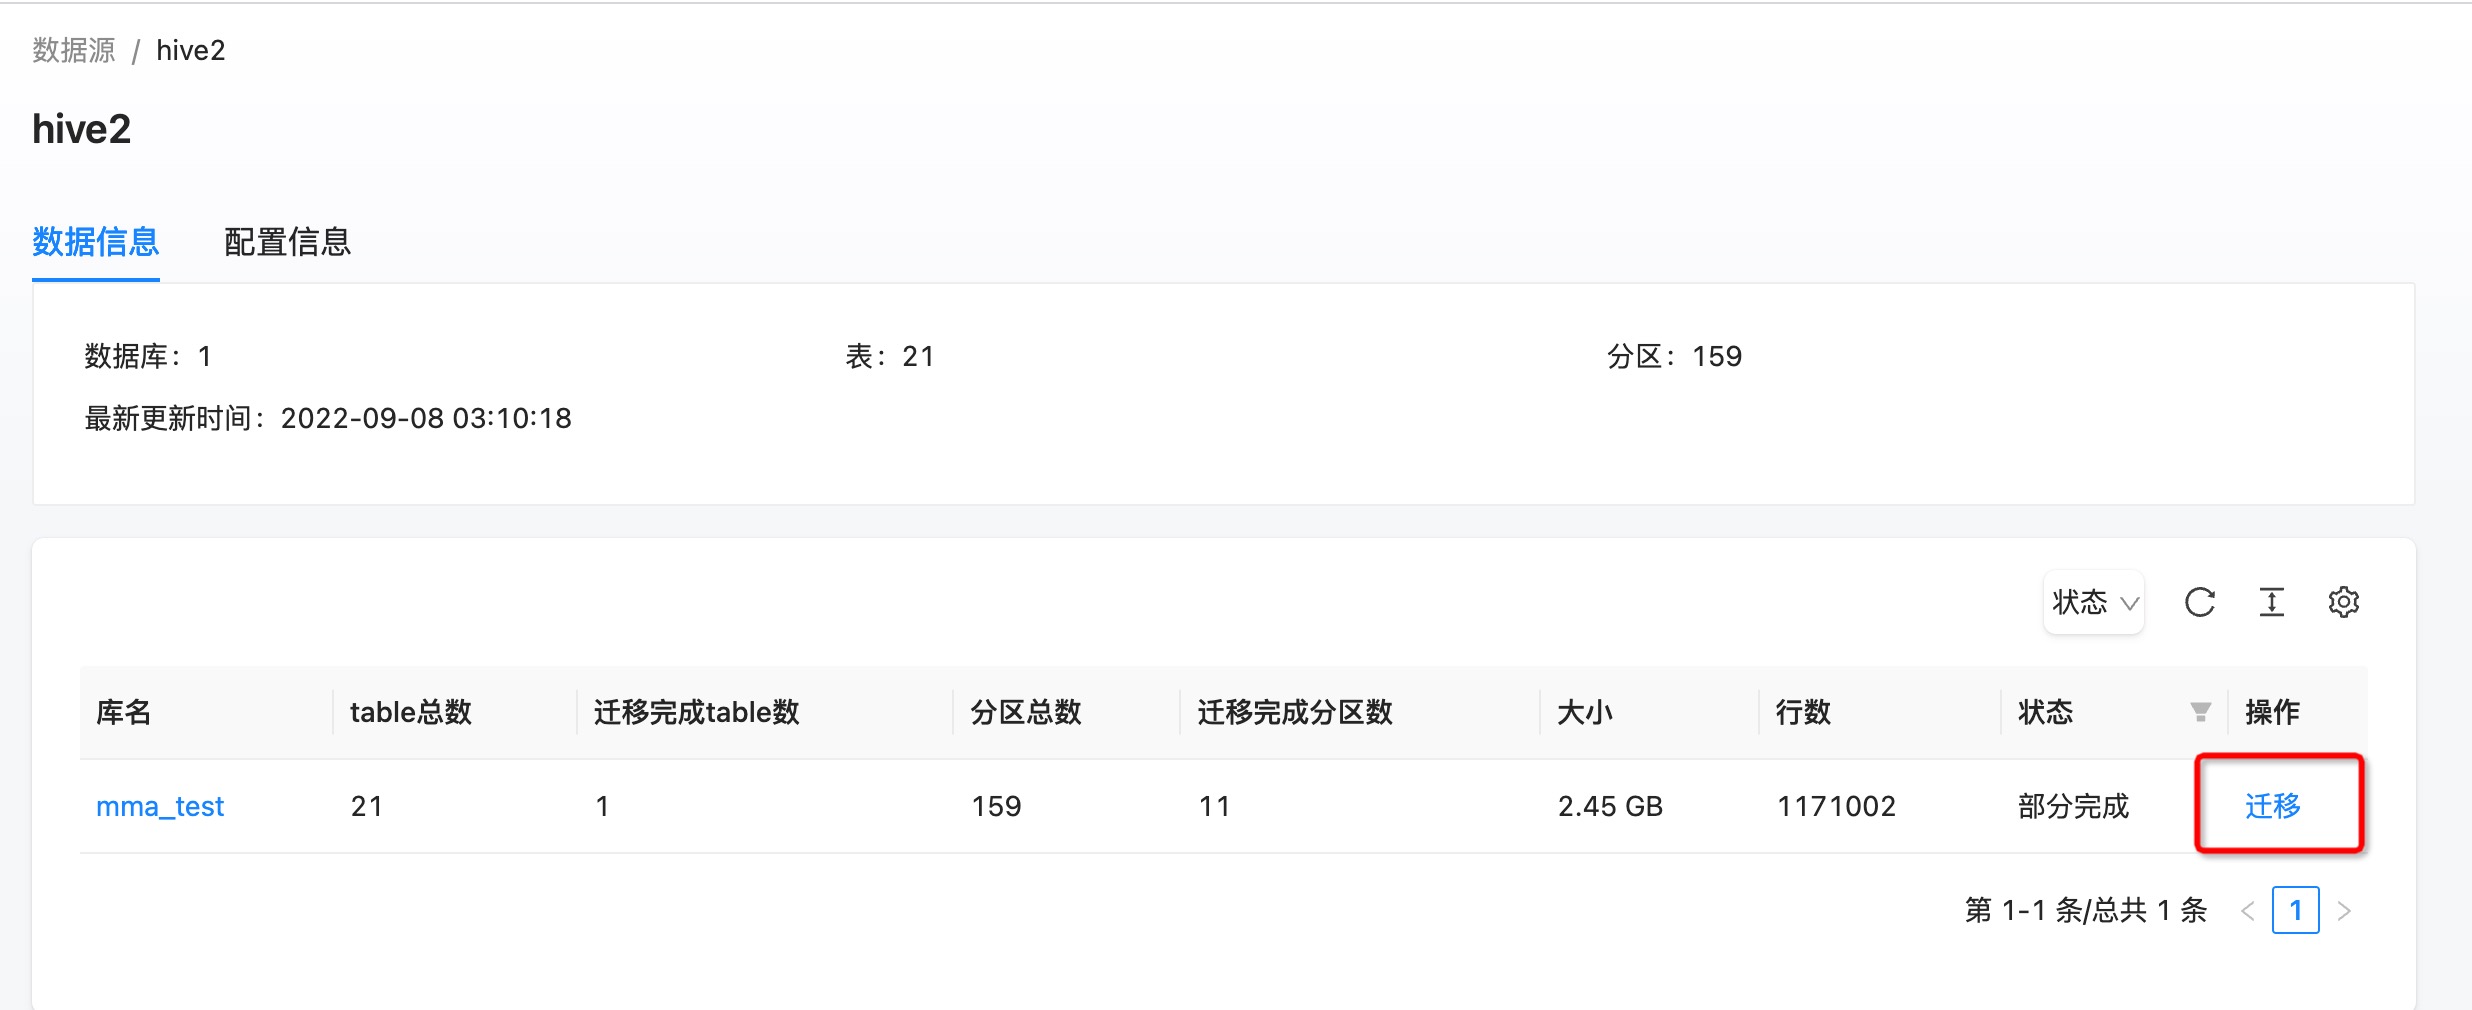 数据源 / hive2
hive2
数据信息 配置信息
数据库：1 表：21 分区：159
最新更新时间：2022-09-08 03:10:18
状态
库名 table总数 迁移完成table数 分区总数 迁移完成分区数 大小 行数 状态 操作
mma_test 21 1 159 11 2.45 GB 1171002 部分完成 迁移
第 1-1 条/总共 1 条 < 1 >